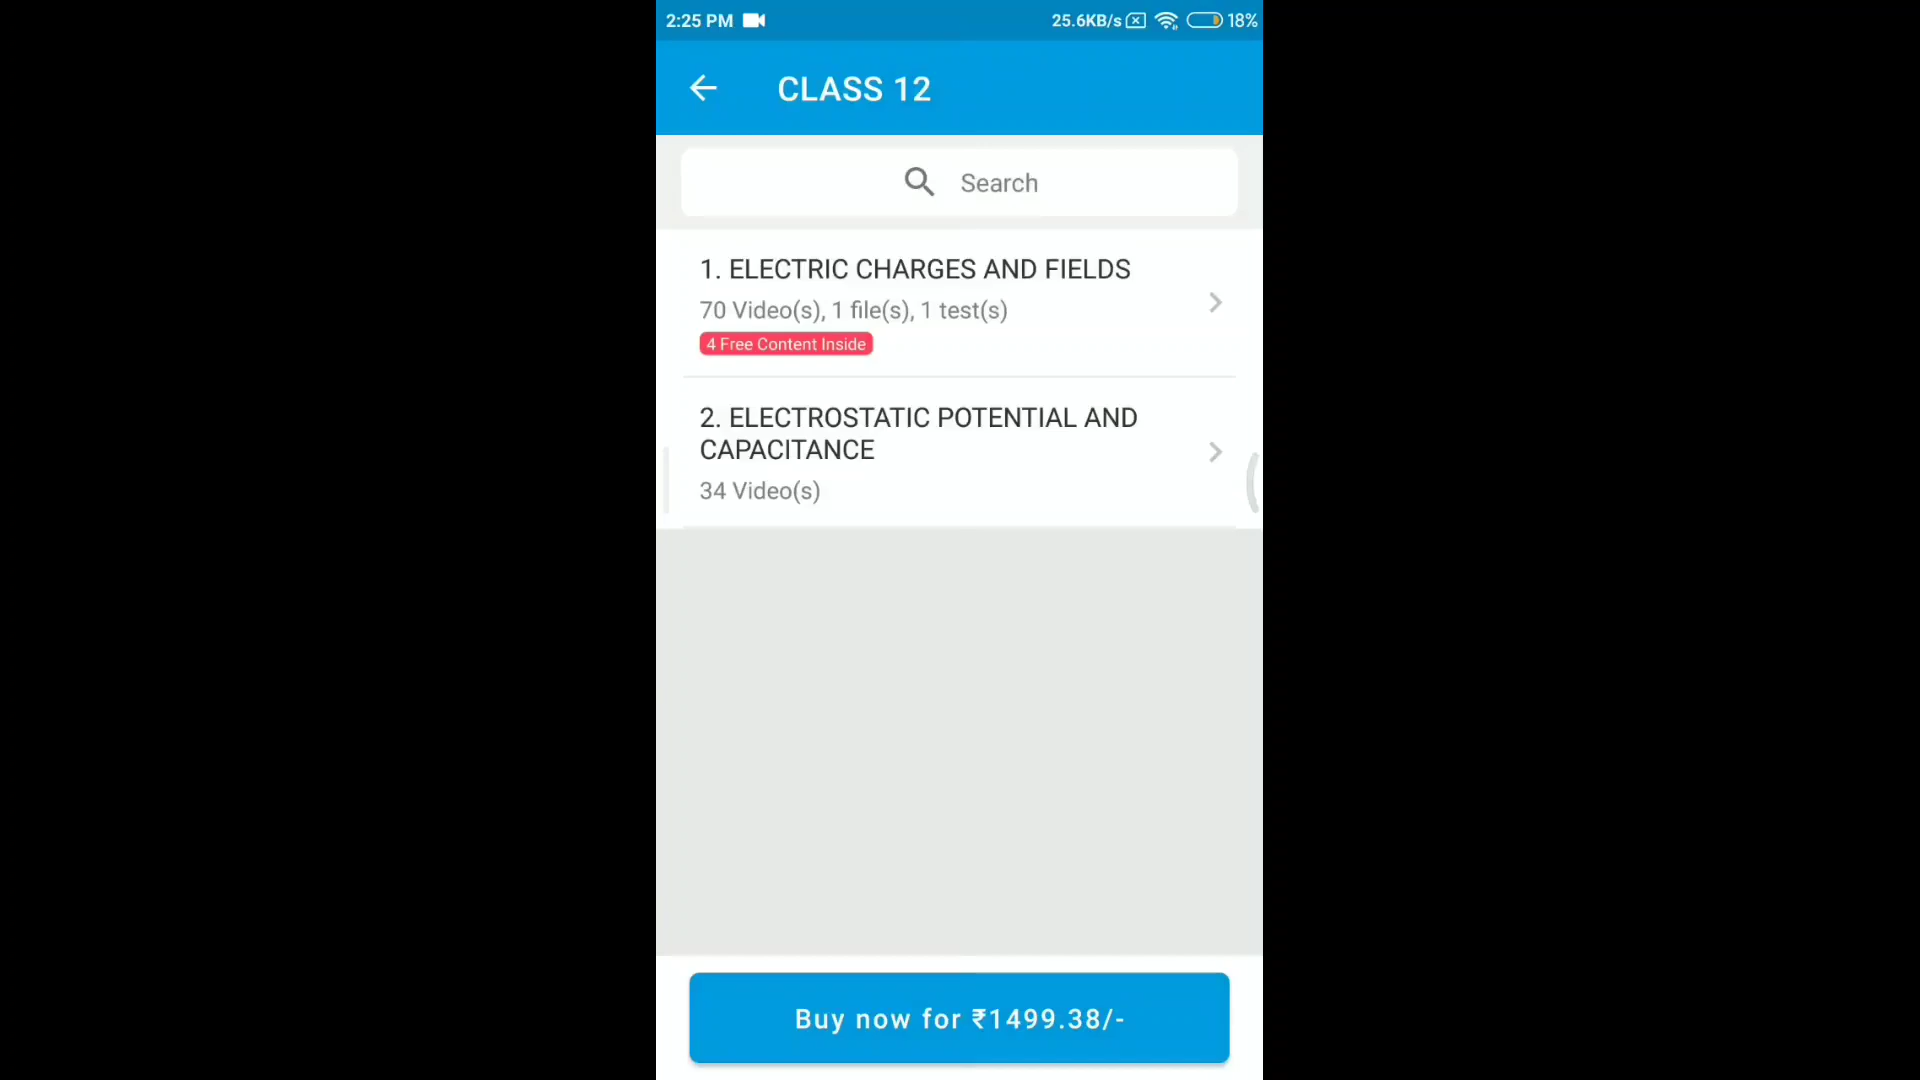 2:25 PM 25.6KB/s 18%
CLASS 12
Search
1. ELECTRIC CHARGES AND FIELDS
70 Video(s), 1 file(s), 1 test(s)
4 Free Content Inside
2. ELECTROSTATIC POTENTIAL AND
CAPACITANCE
34 Video(s)
Buy now for ₹1499.38/-